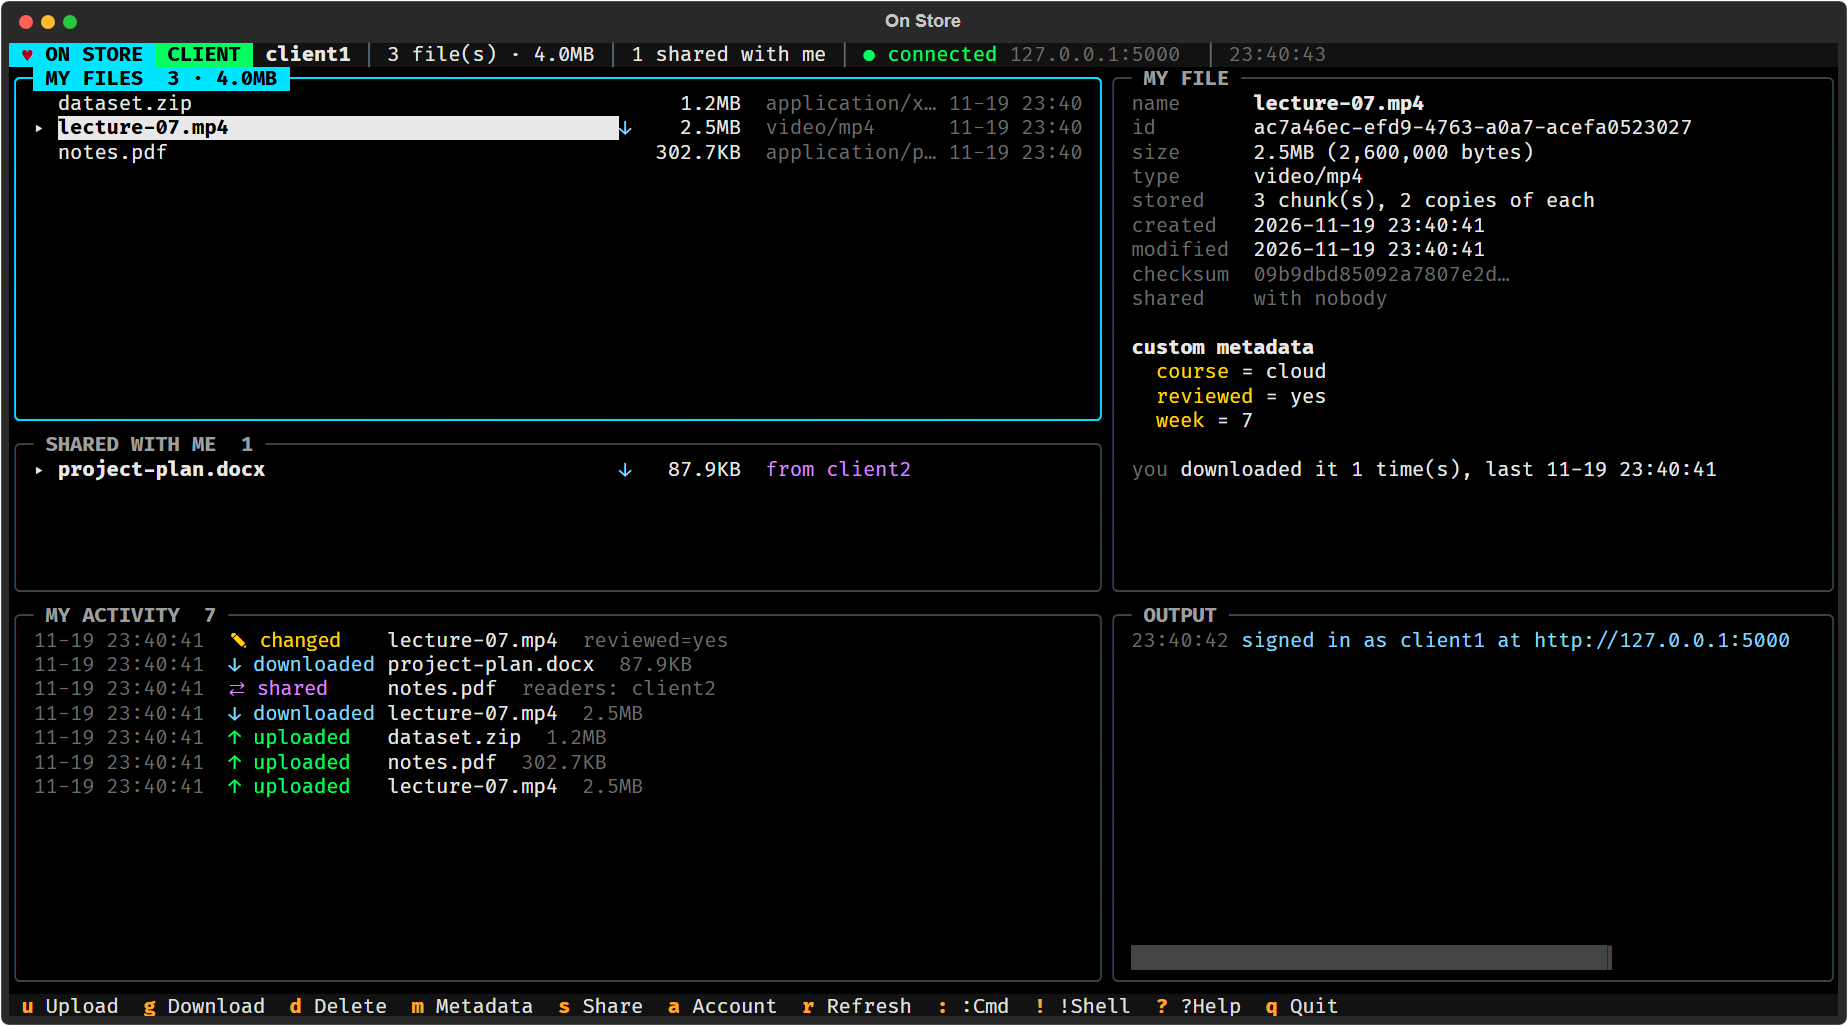 On Store
♥ ON STORE CLIENT client1 │ 3 file(s) · 4.0MB │ 1 shared with me │ ● connected 127.0.0.1:5000 │ 23:40:43
MY FILES 3 · 4.0MB
dataset.zip 1.2MB application/x… 11-19 23:40
▸ lecture-07.mp4 ↓ 2.5MB video/mp4 11-19 23:40
notes.pdf 302.7KB application/p… 11-19 23:40
SHARED WITH ME 1
▸ project-plan.docx ↓ 87.9KB from client2
MY ACTIVITY 7
11-19 23:40:41 ✎ changed lecture-07.mp4 reviewed=yes
11-19 23:40:41 ↓ downloaded project-plan.docx 87.9KB
11-19 23:40:41 ⇄ shared notes.pdf readers: client2
11-19 23:40:41 ↓ downloaded lecture-07.mp4 2.5MB
11-19 23:40:41 ↑ uploaded dataset.zip 1.2MB
11-19 23:40:41 ↑ uploaded notes.pdf 302.7KB
11-19 23:40:41 ↑ uploaded lecture-07.mp4 2.5MB
MY FILE
name lecture-07.mp4
id ac7a46ec-efd9-4763-a0a7-acefa0523027
size 2.5MB (2,600,000 bytes)
type video/mp4
stored 3 chunk(s), 2 copies of each
created 2026-11-19 23:40:41
modified 2026-11-19 23:40:41
checksum 09b9dbd85092a7807e2d…
shared with nobody
custom metadata
course = cloud
reviewed = yes
week = 7
you downloaded it 1 time(s), last 11-19 23:40:41
OUTPUT
23:40:42 signed in as client1 at http://127.0.0.1:5000
u Upload g Download d Delete m Metadata s Share a Account r Refresh : :Cmd ! !Shell ? ?Help q Quit